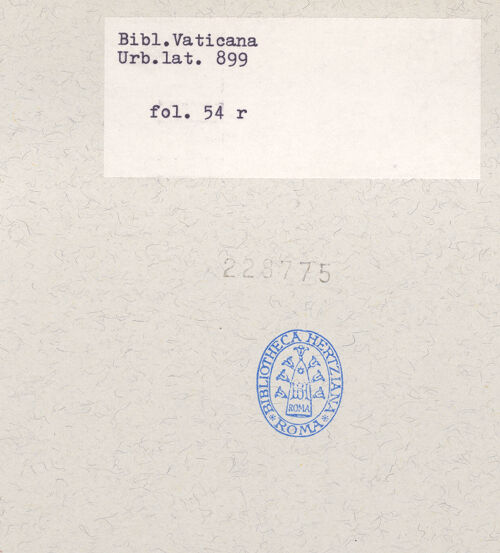 Bibl.Vaticana
Urb.lat. 899
fol. 54 r
228775
BIBLIOTHECA HERTZIANA
ROMA
ROMA